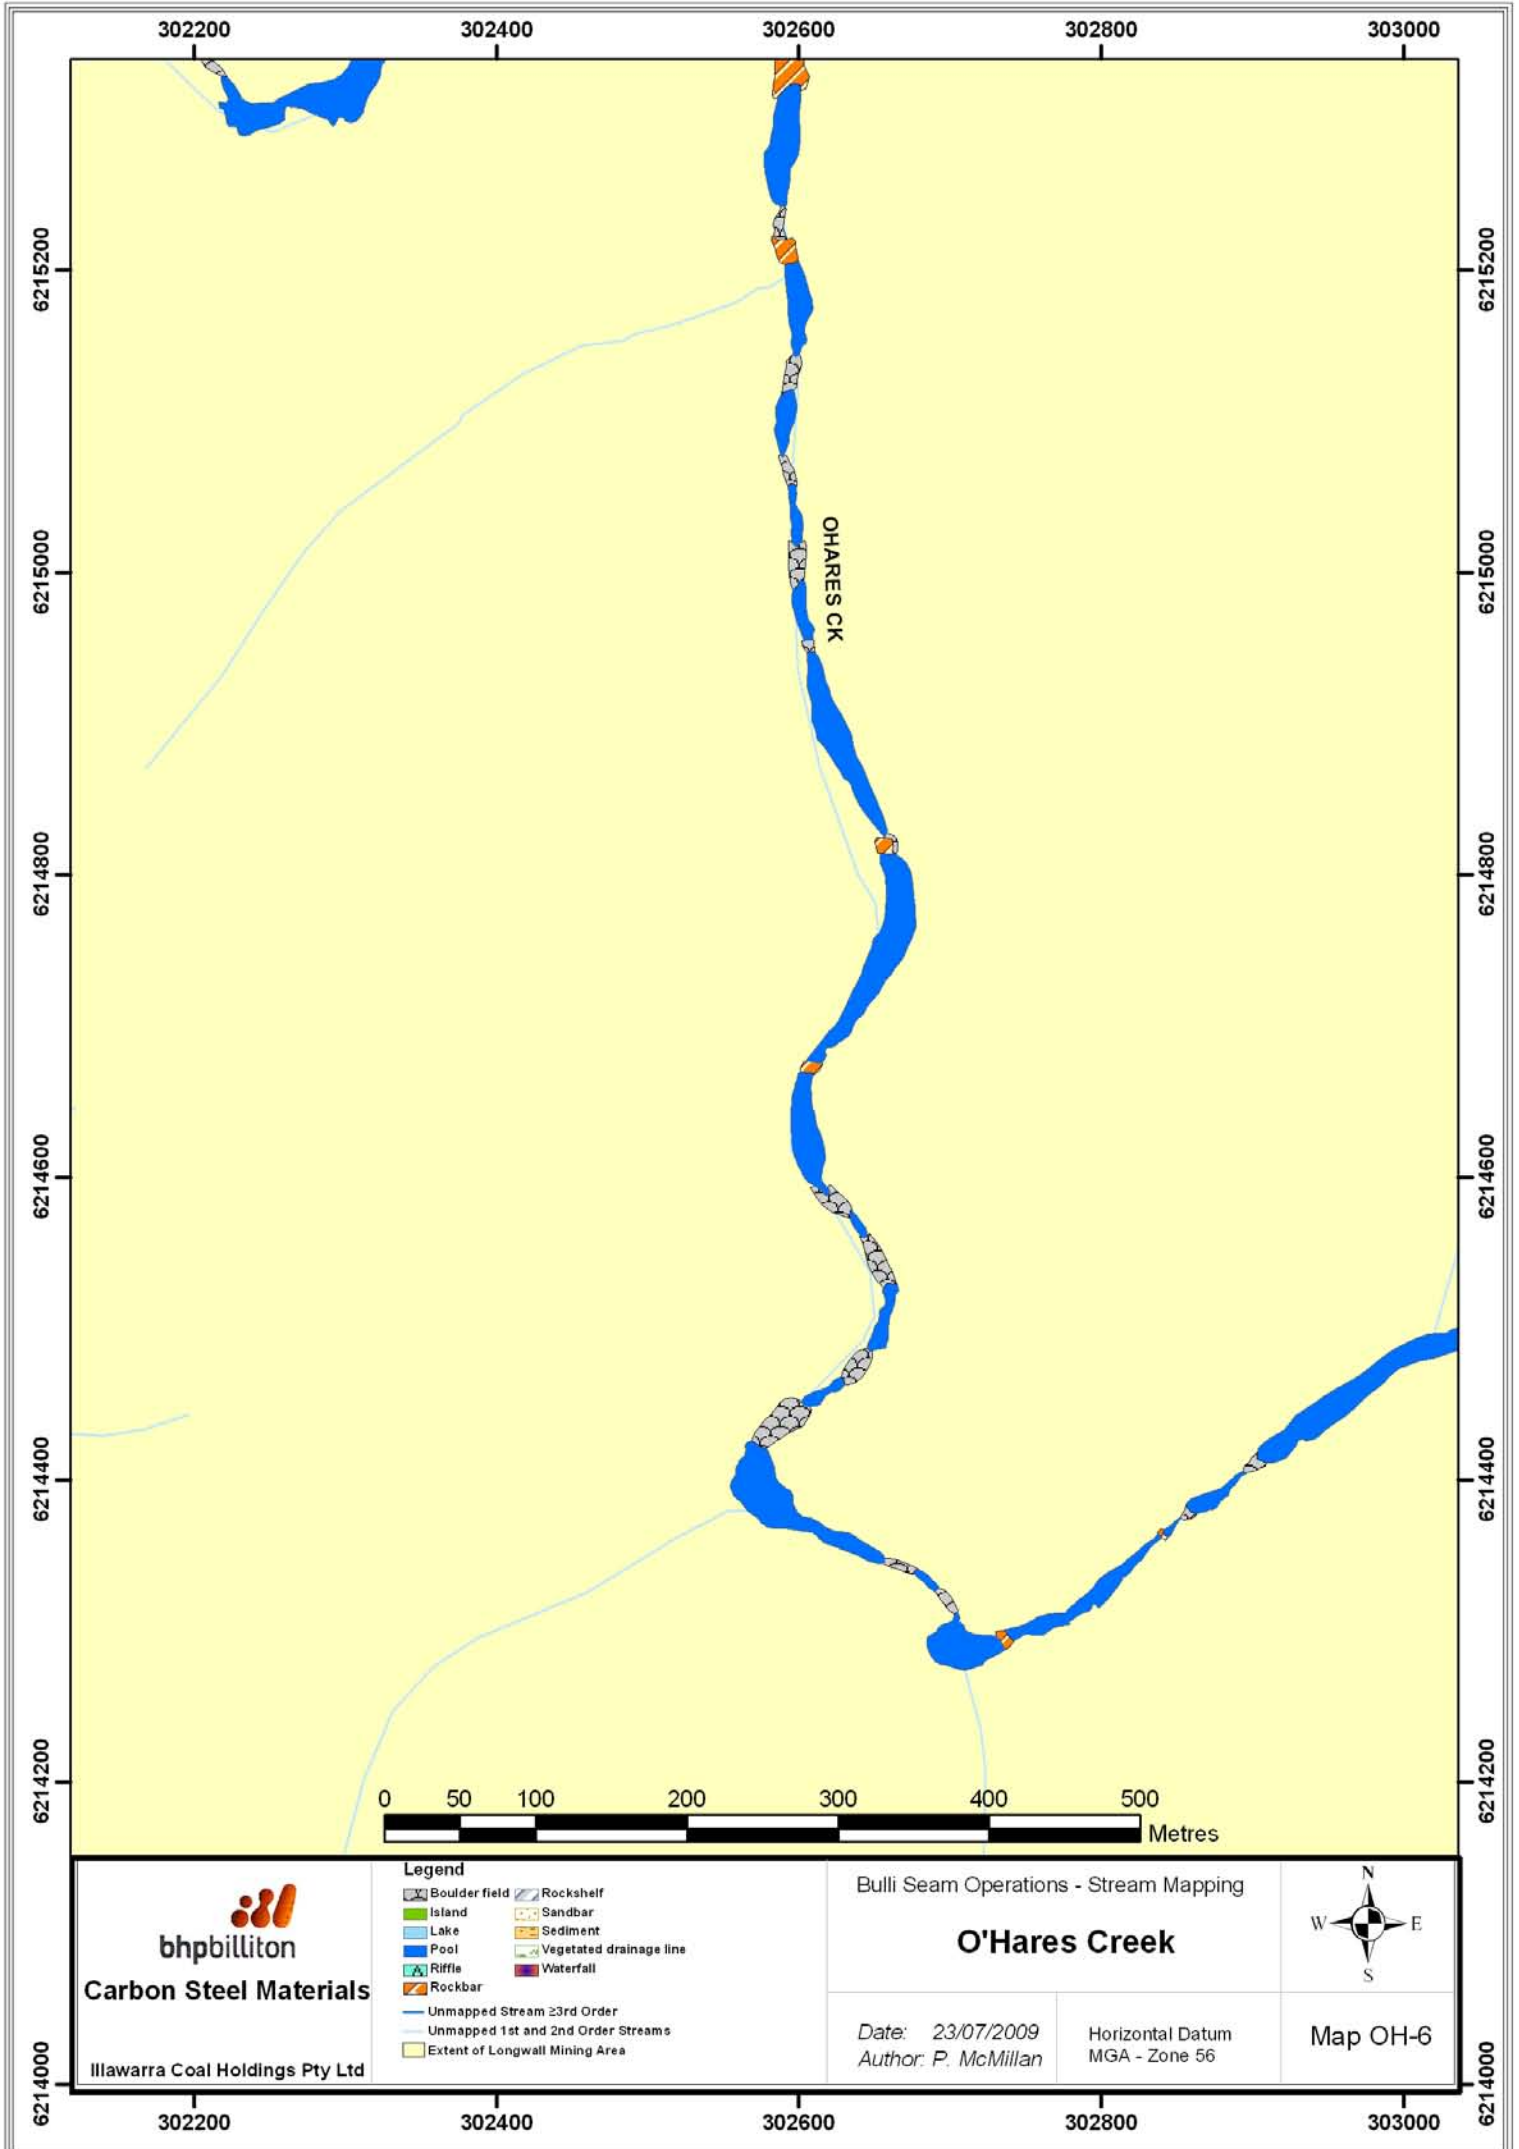 302200 302400 302600 302800 303000
6215200 6215200
6215000 6215000
OHARES CK
6214800 6214800
6214600 6214600
6214400 6214400
6214200 6214200
0 50 100 200 300 400 500
Metres
bhpbilliton
Carbon Steel Materials
Illawarra Coal Holdings Pty Ltd
Legend
Boulder field Rockshelf
Island Sandbar
Lake Sediment
Pool Vegetated drainage line
Riffle Waterfall
Rockbar
Unmapped Stream ≥3rd Order
Unmapped 1st and 2nd Order Streams
Extent of Longwall Mining Area
Bulli Seam Operations - Stream Mapping
O'Hares Creek
Date: 23/07/2009
Author: P. McMillan
Horizontal Datum
MGA - Zone 56
N
W E
S
Map OH-6
6214000 6214000
302200 302400 302600 302800 303000